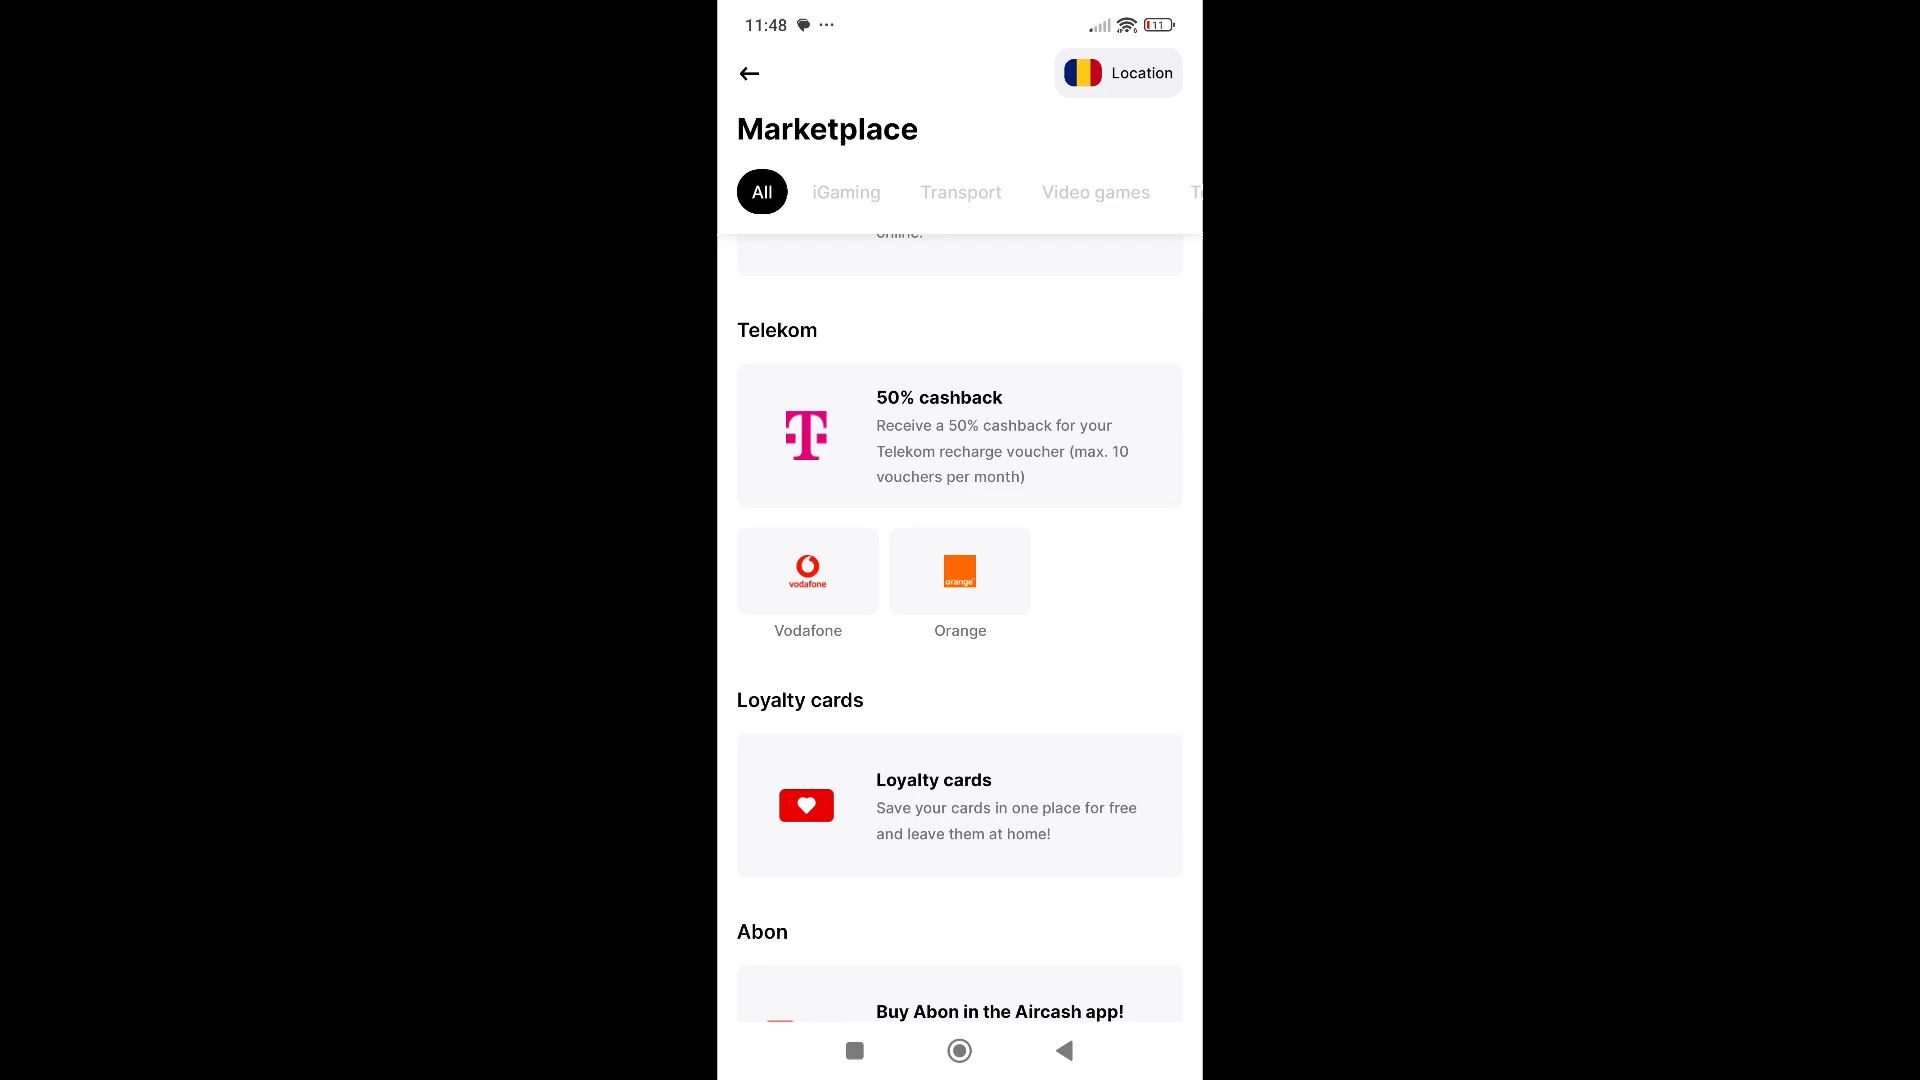 11:48
11
Location
Marketplace
All iGaming Transport Video games
online.
Telekom
50% cashback
Receive a 50% cashback for your
Telekom recharge voucher (max. 10
vouchers per month)
vodafone
orange
Vodafone
Orange
Loyalty cards
Loyalty cards
Save your cards in one place for free
and leave them at home!
Abon
Buy Abon in the Aircash app!